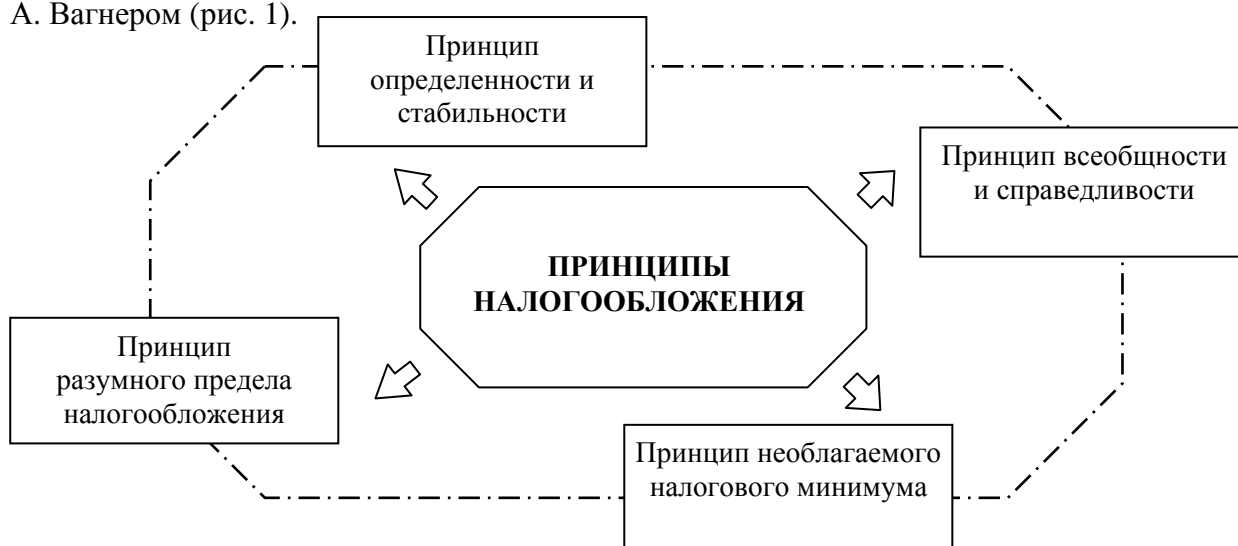 А. Вагнером (рис. 1).
Принцип
определенности и
стабильности
Принцип всеобщности
и справедливости
ПРИНЦИПЫ
НАЛОГООБЛОЖЕНИЯ
Принцип
разумного предела
налогообложения
Принцип необлагаемого
налогового минимума